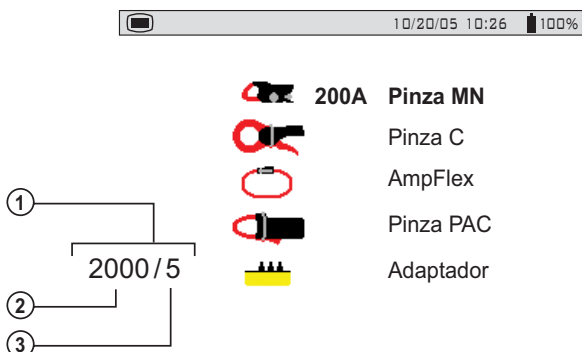 10/20/05 10:26 100%
200A Pinza MN
Pinza C
AmpFlex
Pinza PAC
Adaptador
1
2000/5
2
3